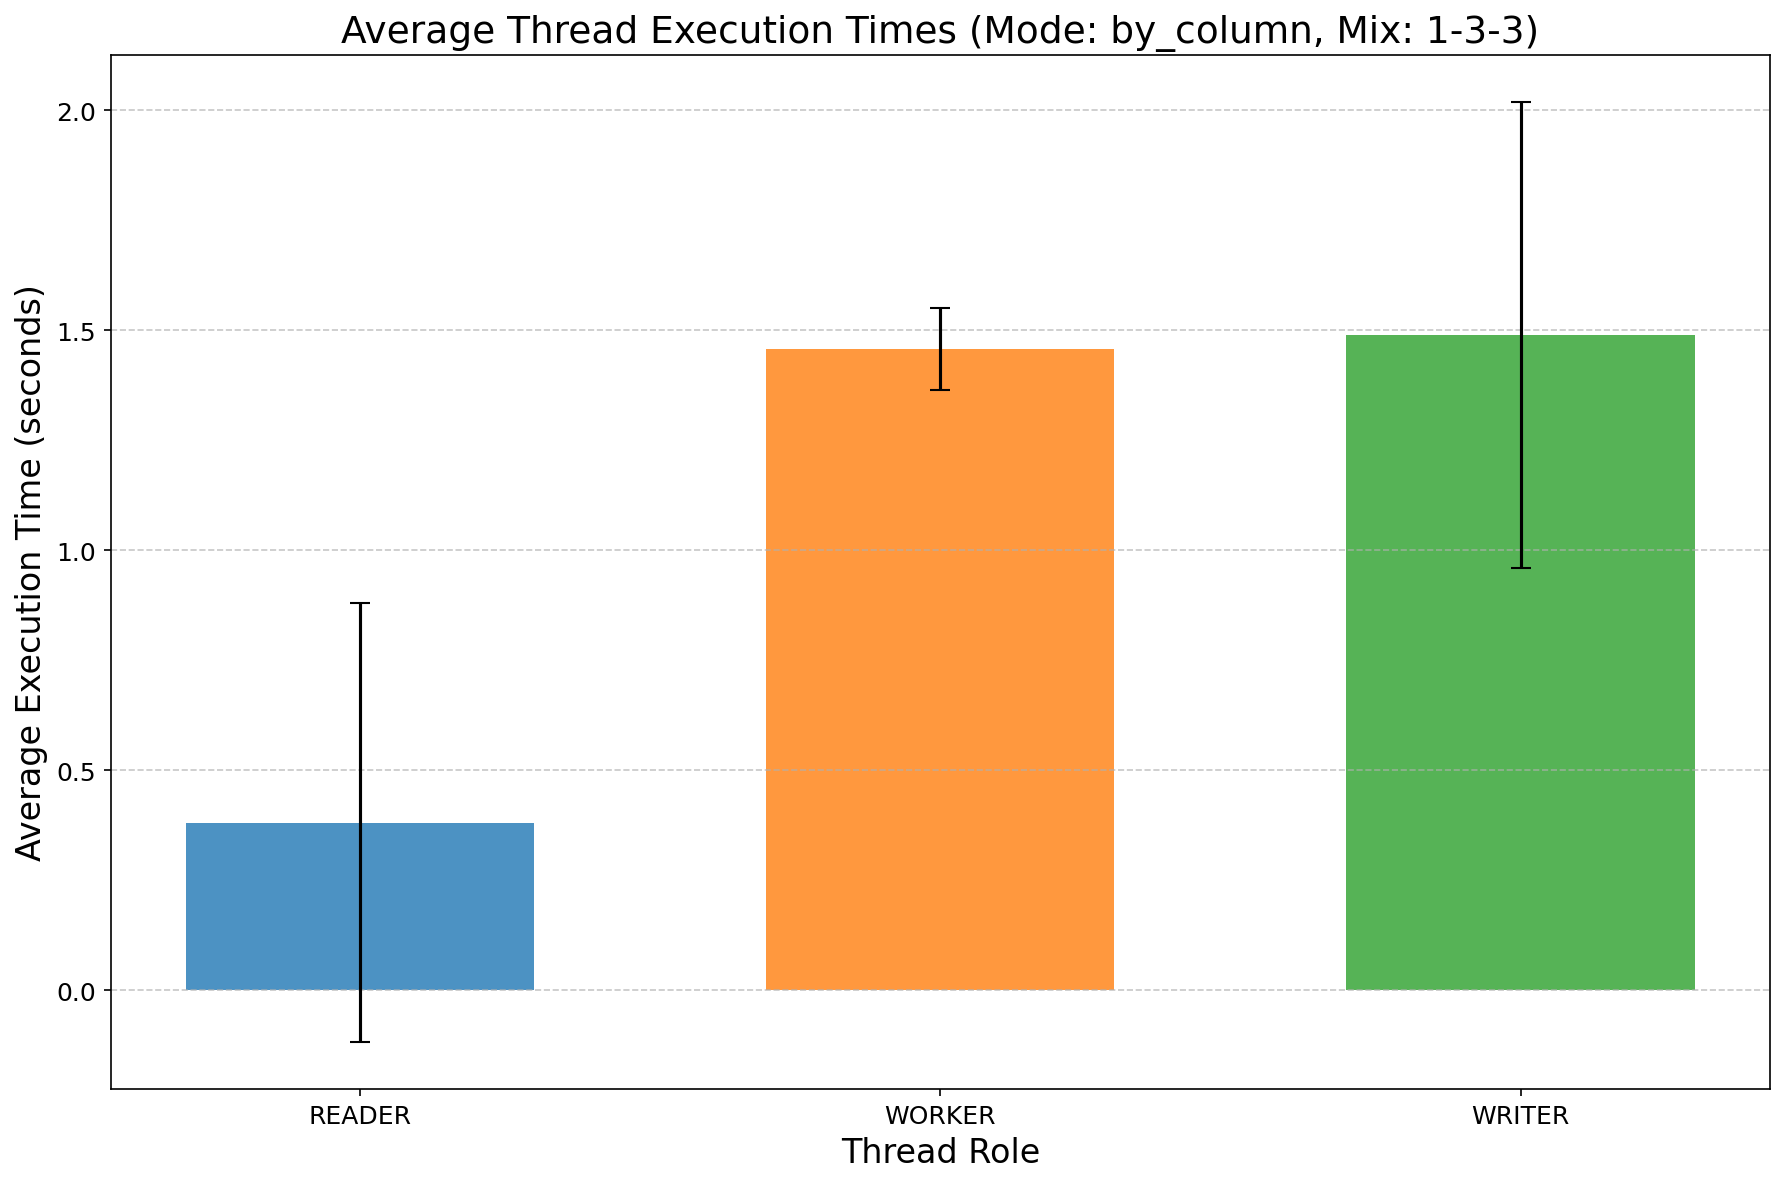 Average Thread Execution Times (Mode: by_column, Mix: 1-3-3)
Average Execution Time (seconds)
2.0
1.5
1.0
0.5
0.0
READER
WORKER
WRITER
Thread Role